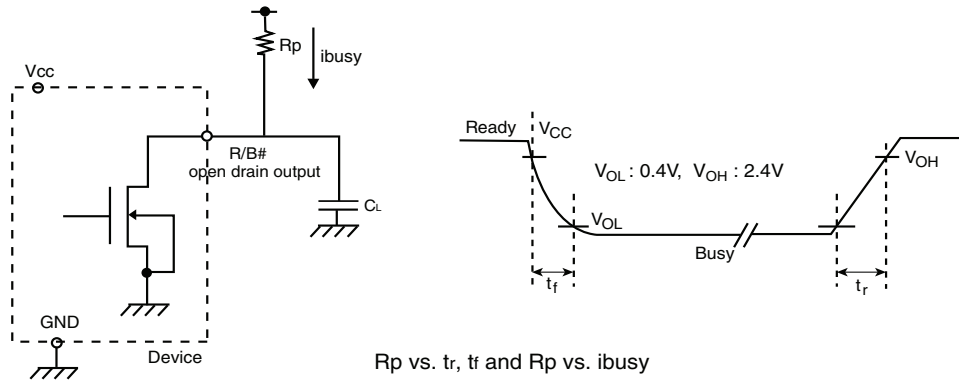 Rp
ibusy
Vcc
R/B#
open drain output
CL
GND
Device
Ready
VCC
VOL : 0.4V, VOH : 2.4V
VOH
VOL
Busy
tf
tr
Rp vs. tr, tf and Rp vs. ibusy